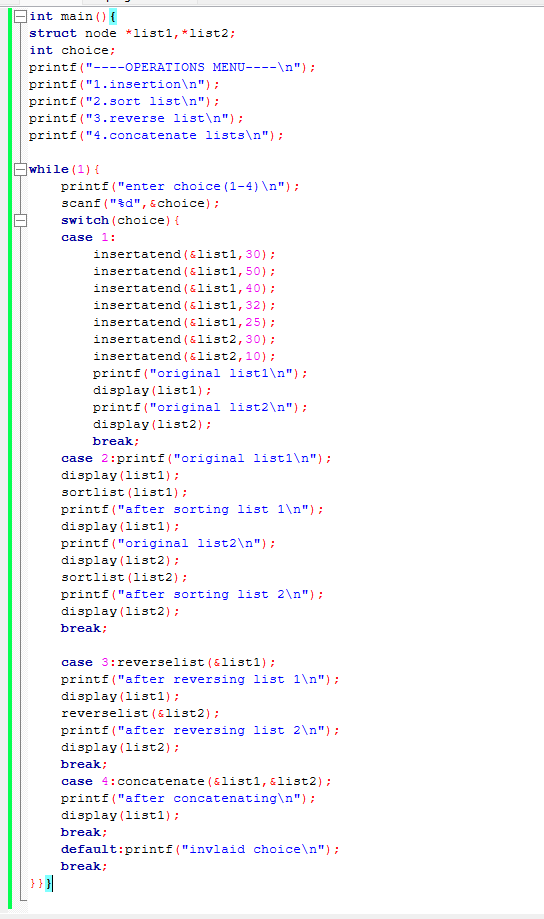 int main(){
struct node *list1,*list2;
int choice;
printf("----OPERATIONS MENU----\n");
printf("1.insertion\n");
printf("2.sort list\n");
printf("3.reverse list\n");
printf("4.concatenate lists\n");
while(1){
printf("enter choice(1-4)\n");
scanf("%d",&choice);
switch(choice){
case 1:
insertatend(&list1,30);
insertatend(&list1,50);
insertatend(&list1,40);
insertatend(&list1,32);
insertatend(&list1,25);
insertatend(&list2,30);
insertatend(&list2,10);
printf("original list1\n");
display(list1);
printf("original list2\n");
display(list2);
break;
case 2:printf("original list1\n");
display(list1);
sortlist(list1);
printf("after sorting list 1\n");
display(list1);
printf("original list2\n");
display(list2);
sortlist(list2);
printf("after sorting list 2\n");
display(list2);
break;
case 3:reverselist(&list1);
printf("after reversing list 1\n");
display(list1);
reverselist(&list2);
printf("after reversing list 2\n");
display(list2);
break;
case 4:concatenate(&list1,&list2);
printf("after concatenating\n");
display(list1);
break;
default:printf("invlaid choice\n");
break;
}}}